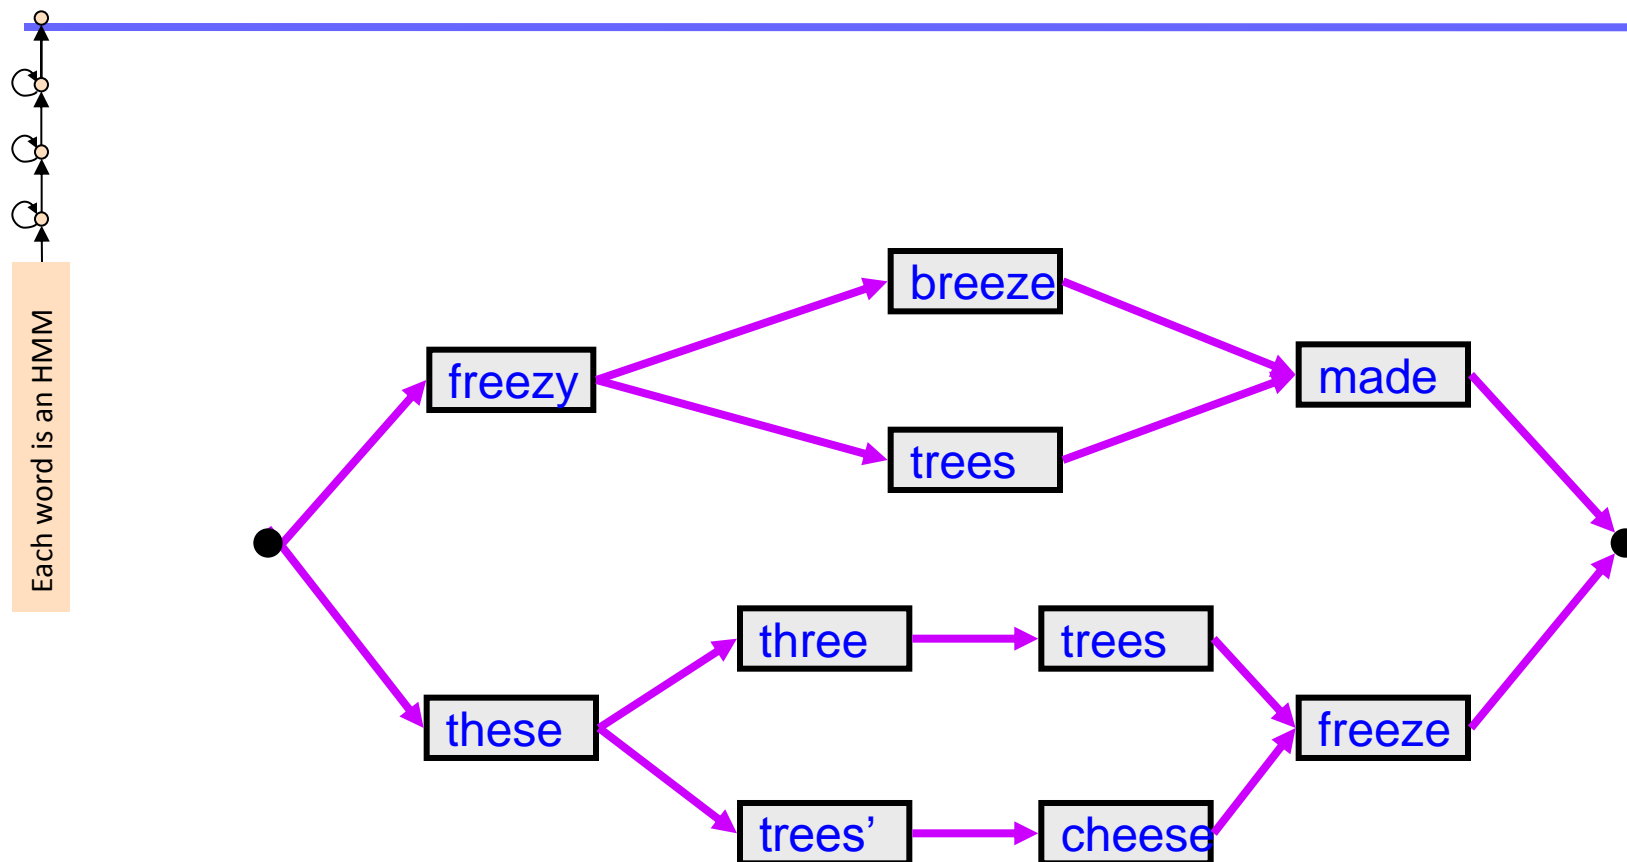 Each word is an HMM
breeze
freezy
made
trees
three
trees
these
freeze
trees’
cheese